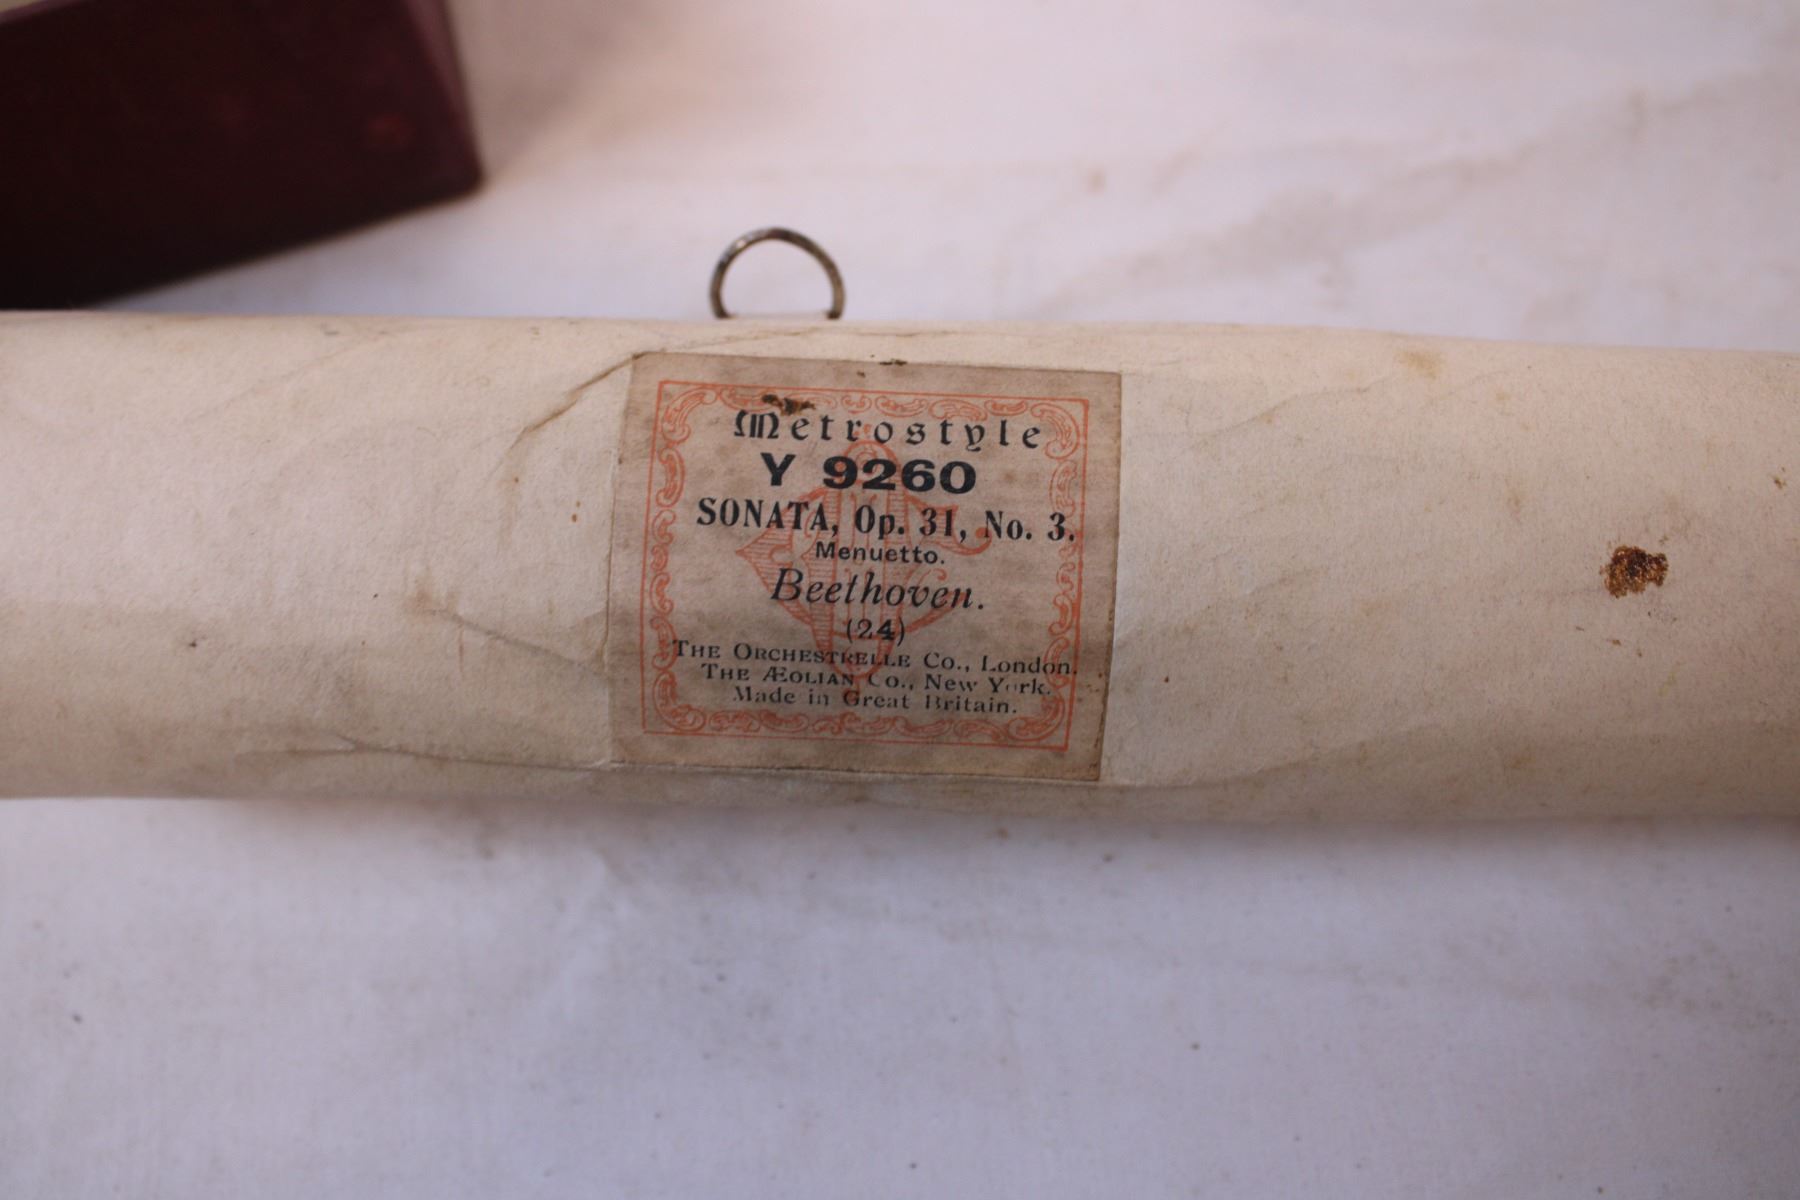 Metrostyle
Y 9260
SONATA, Op. 31, No. 3.
Menuetto.
Beethoven.
(24)
THE ORCHESTRELLE Co., London.
THE ÆOLIAN Co., New York.
Made in Great Britain.